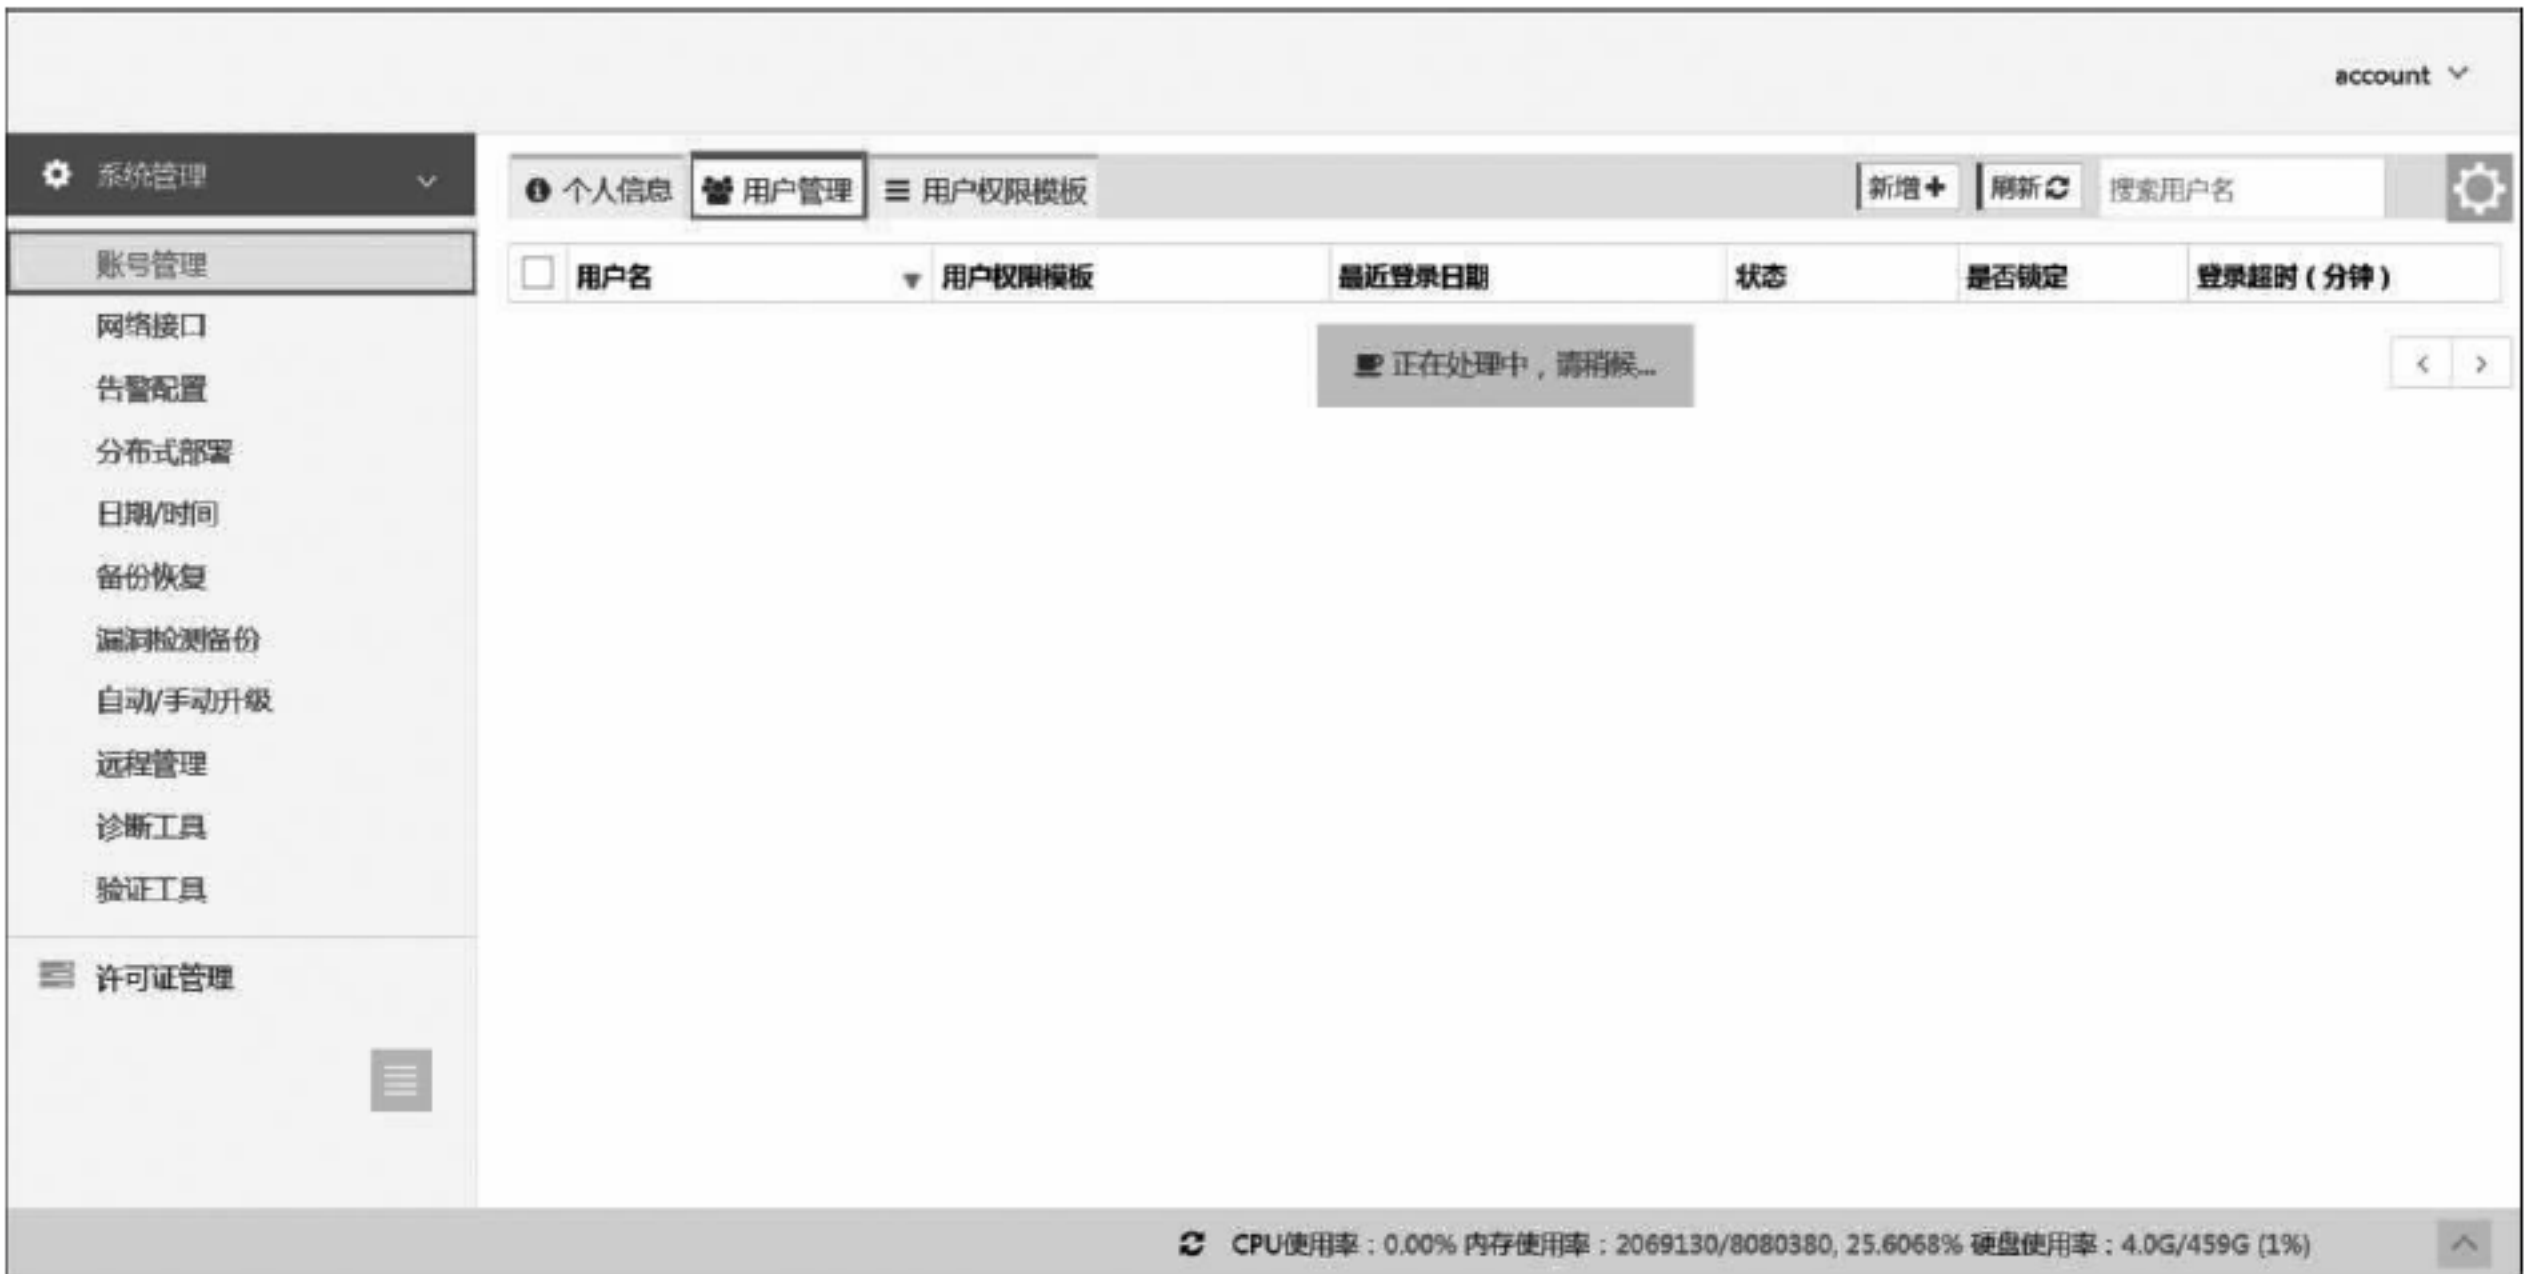 account
系统管理
个人信息 用户管理 用户权限模板 新增 刷新 搜索用户名
账号管理
用户名 用户权限模板 最近登录日期 状态 是否锁定 登录超时（分钟）
网络接口
正在处理中，请稍候...
< >
告警配置
分布式部署
日期/时间
备份恢复
漏洞检测备份
自动/手动升级
远程管理
诊断工具
验证工具
许可证管理
CPU使用率：0.00% 内存使用率：2069130/8080380, 25.6068% 硬盘使用率：4.0G/459G (1%)